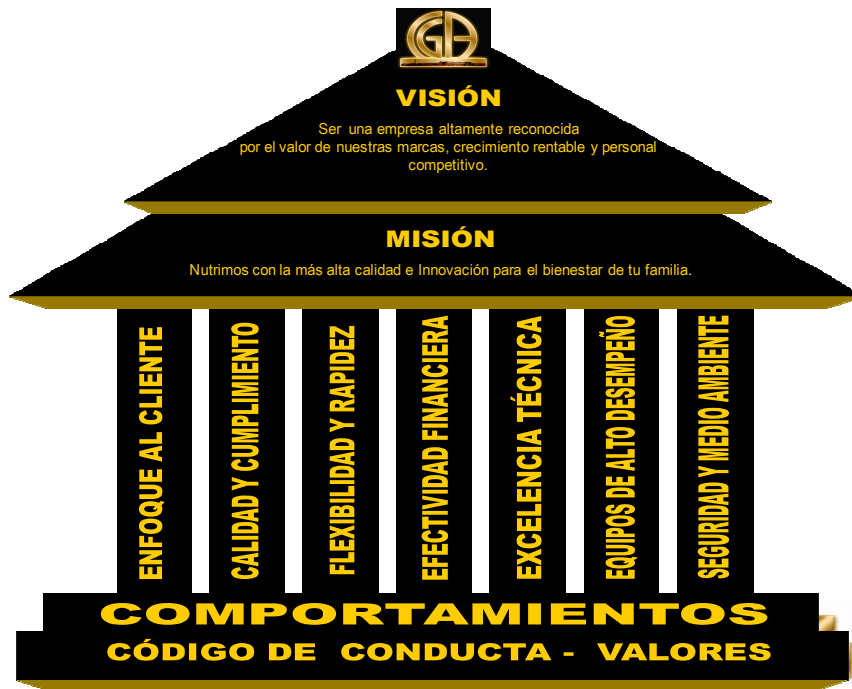 CGA
VISIÓN
Ser una empresa altamente reconocida
por el valor de nuestras marcas, crecimiento rentable y personal
competitivo.
MISIÓN
Nutrimos con la más alta calidad e Innovación para el bienestar de tu familia.
ENFOQUE AL CLIENTE
CALIDAD Y CUMPLIMIENTO
FLEXIBILIDAD Y RAPIDEZ
EFECTIVIDAD FINANCIERA
EXCELENCIA TÉCNICA
EQUIPOS DE ALTO DESEMPEÑO
SEGURIDAD Y MEDIO AMBIENTE
COMPORTAMIENTOS
CÓDIGO DE CONDUCTA - VALORES